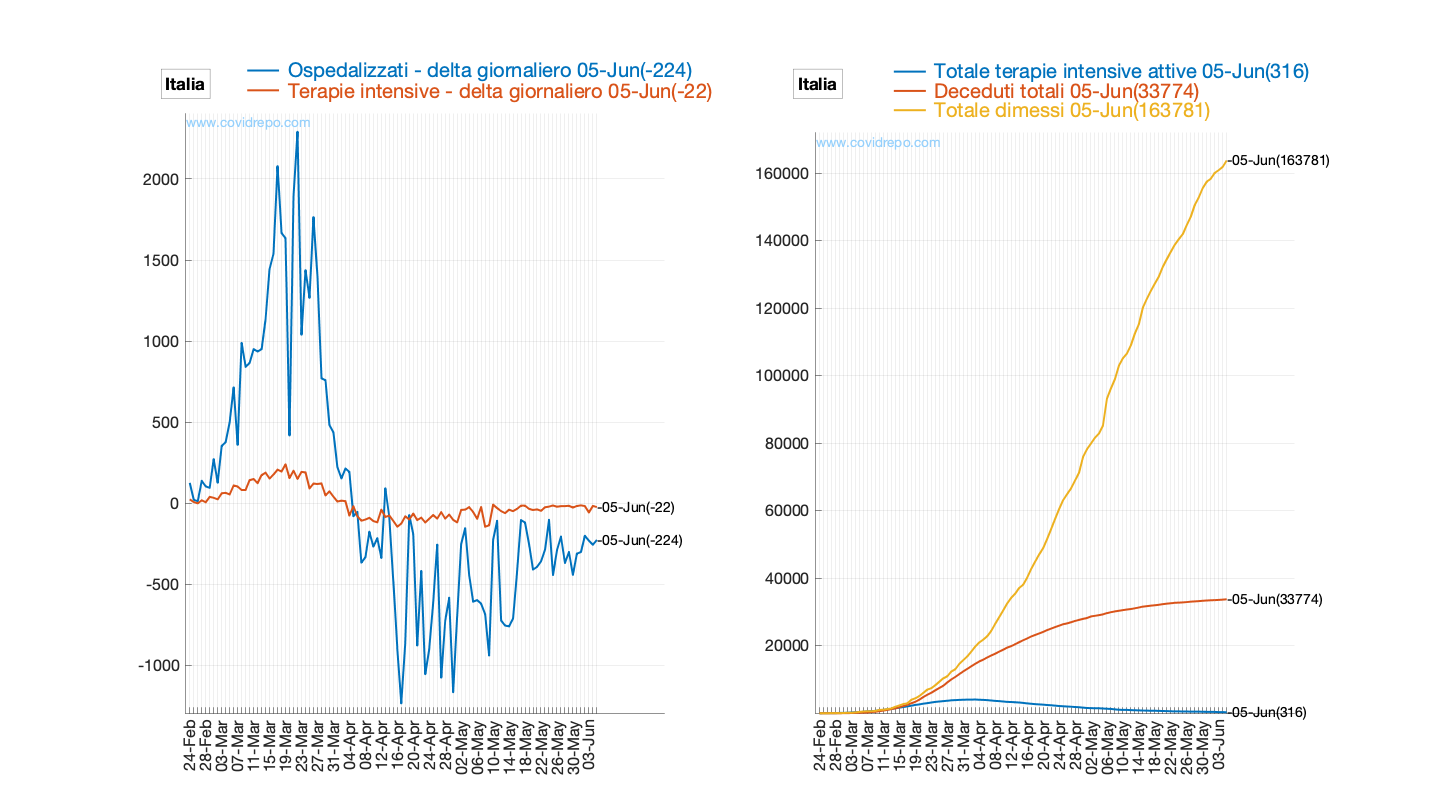 Italia
Ospedalizzati - delta giornaliero 05-Jun(-224)
Terapie intensive - delta giornaliero 05-Jun(-22)
www.covidrepo.com
2000
1500
1000
500
0
-500
-1000
-05-Jun(-22)
-05-Jun(-224)
24-Feb
28-Feb
03-Mar
07-Mar
11-Mar
15-Mar
19-Mar
23-Mar
27-Mar
31-Mar
04-Apr
08-Apr
12-Apr
16-Apr
20-Apr
24-Apr
28-Apr
02-May
06-May
10-May
14-May
18-May
22-May
26-May
30-May
03-Jun
Italia
Totale terapie intensive attive 05-Jun(316)
Deceduti totali 05-Jun(33774)
Totale dimessi 05-Jun(163781)
www.covidrepo.com
160000
140000
120000
100000
80000
60000
40000
20000
-05-Jun(163781)
-05-Jun(33774)
-05-Jun(316)
24-Feb
28-Feb
03-Mar
07-Mar
11-Mar
15-Mar
19-Mar
23-Mar
27-Mar
31-Mar
04-Apr
08-Apr
12-Apr
16-Apr
20-Apr
24-Apr
28-Apr
02-May
06-May
10-May
14-May
18-May
22-May
26-May
30-May
03-Jun